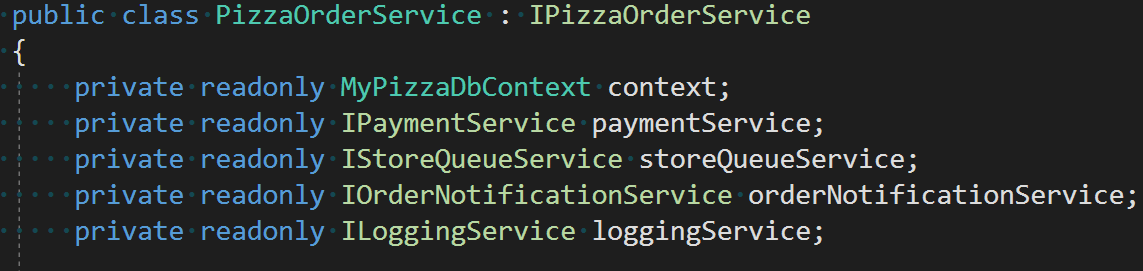 public class PizzaOrderService : IPizzaOrderService
{
private readonly MyPizzaDbContext context;
private readonly IPaymentService paymentService;
private readonly IStoreQueueService storeQueueService;
private readonly IOrderNotificationService orderNotificationService;
private readonly ILoggingService loggingService;